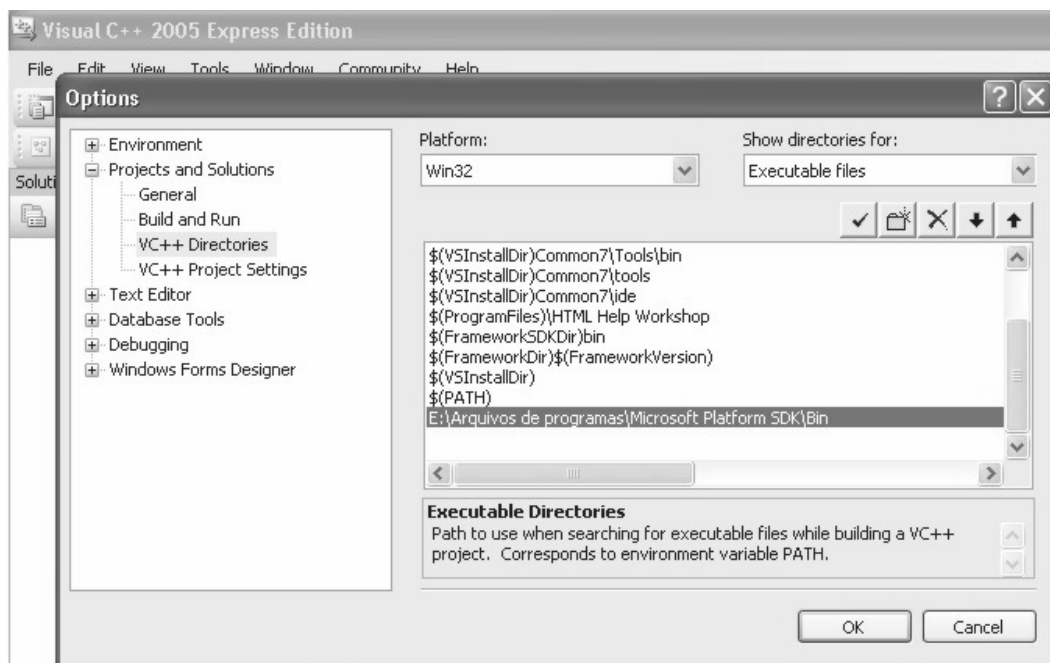 Visual C++ 2005 Express Edition
File Edit View Tools Window Community Help
Options
Environment
Projects and Solutions
General
Build and Run
VC++ Directories
VC++ Project Settings
Text Editor
Database Tools
Debugging
Windows Forms Designer
Soluti
Platform:
Win32
Show directories for:
Executable files
$(VSInstallDir)Common7\Tools\bin
$(VSInstallDir)Common7\tools
$(VSInstallDir)Common7\ide
$(ProgramFiles)\HTML Help Workshop
$(FrameworkSDKDir)bin
$(FrameworkDir)$(FrameworkVersion)
$(VSInstallDir)
$(PATH)
E:\Arquivos de programas\Microsoft Platform SDK\Bin
Executable Directories
Path to use when searching for executable files while building a VC++
project. Corresponds to environment variable PATH.
OK
Cancel